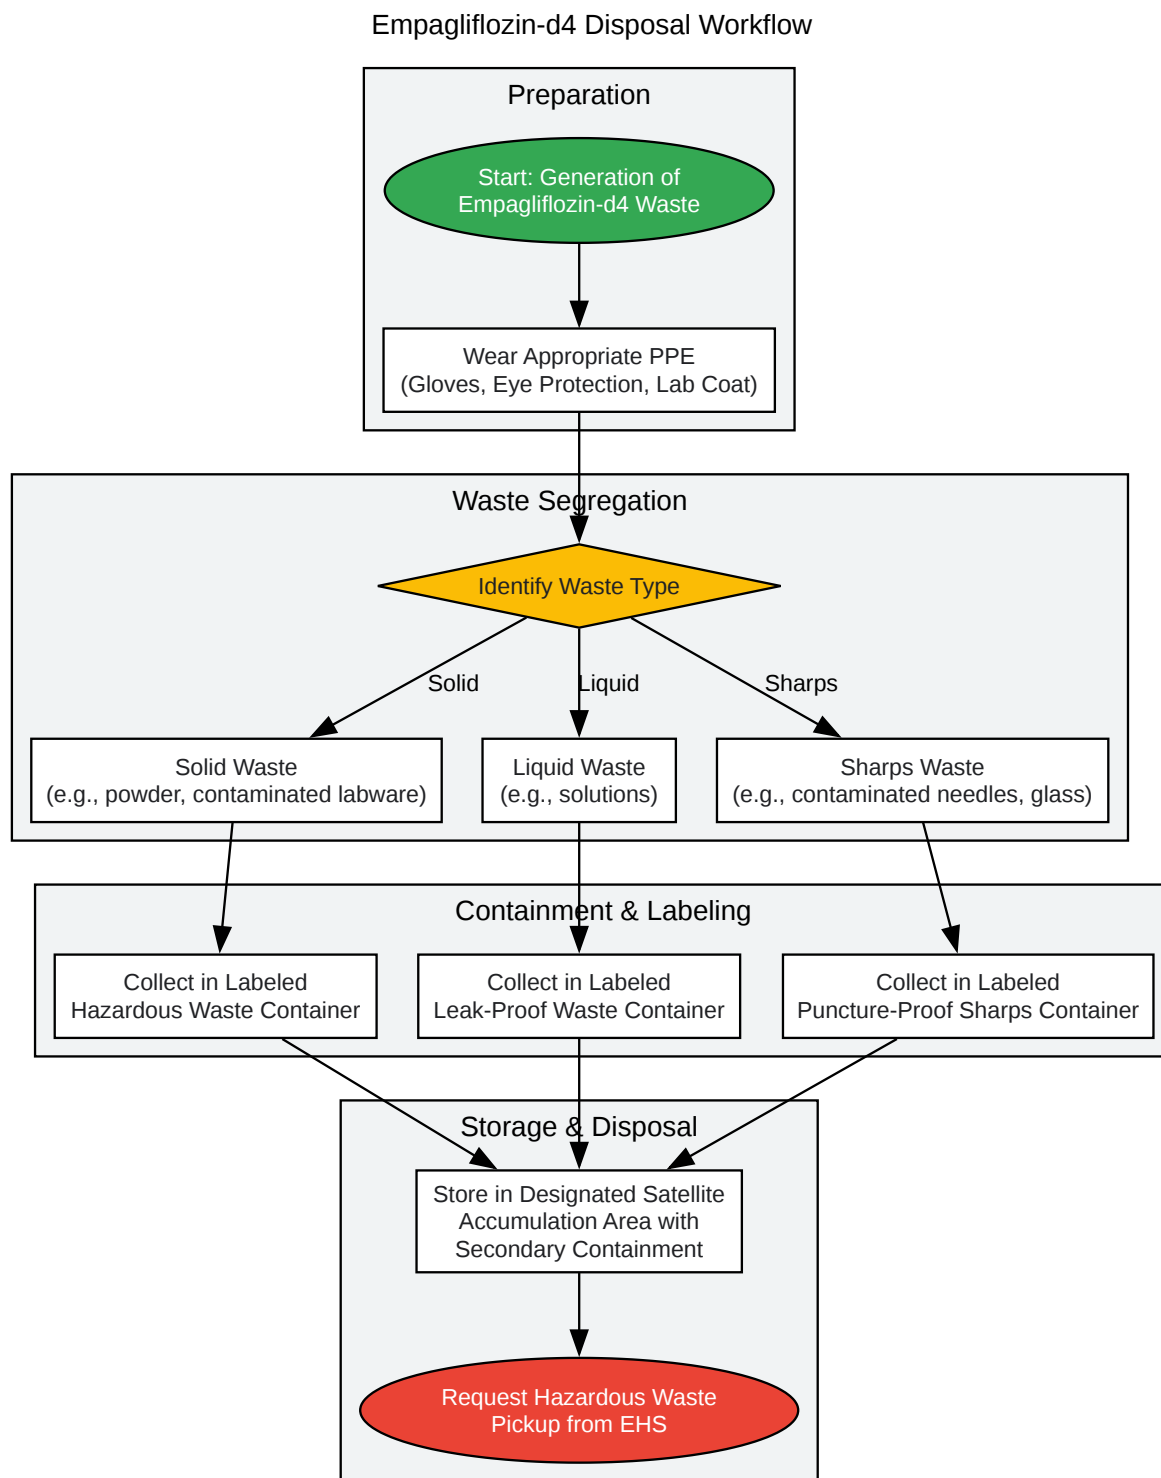 Empagliflozin-d4 Disposal Workflow
Preparation
Start: Generation of
Empagliflozin-d4 Waste
Wear Appropriate PPE
(Gloves, Eye Protection, Lab Coat)
Waste Segregation
Identify Waste Type
Solid
Liquid
Sharps
Solid Waste
(e.g., powder, contaminated labware)
Liquid Waste
(e.g., solutions)
Sharps Waste
(e.g., contaminated needles, glass)
Containment & Labeling
Collect in Labeled
Hazardous Waste Container
Collect in Labeled
Leak-Proof Waste Container
Collect in Labeled
Puncture-Proof Sharps Container
Storage & Disposal
Store in Designated Satellite
Accumulation Area with
Secondary Containment
Request Hazardous Waste
Pickup from EHS